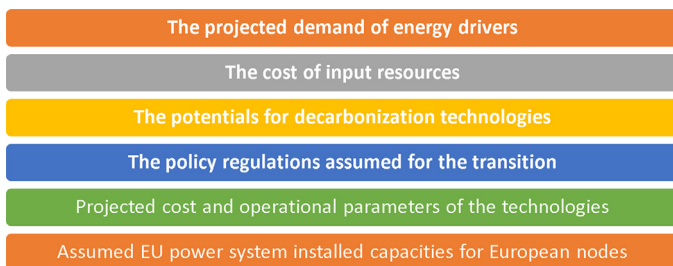 The projected demand of energy drivers
The cost of input resources
The potentials for decarbonization technologies
The policy regulations assumed for the transition
Projected cost and operational parameters of the technologies
Assumed EU power system installed capacities for European nodes